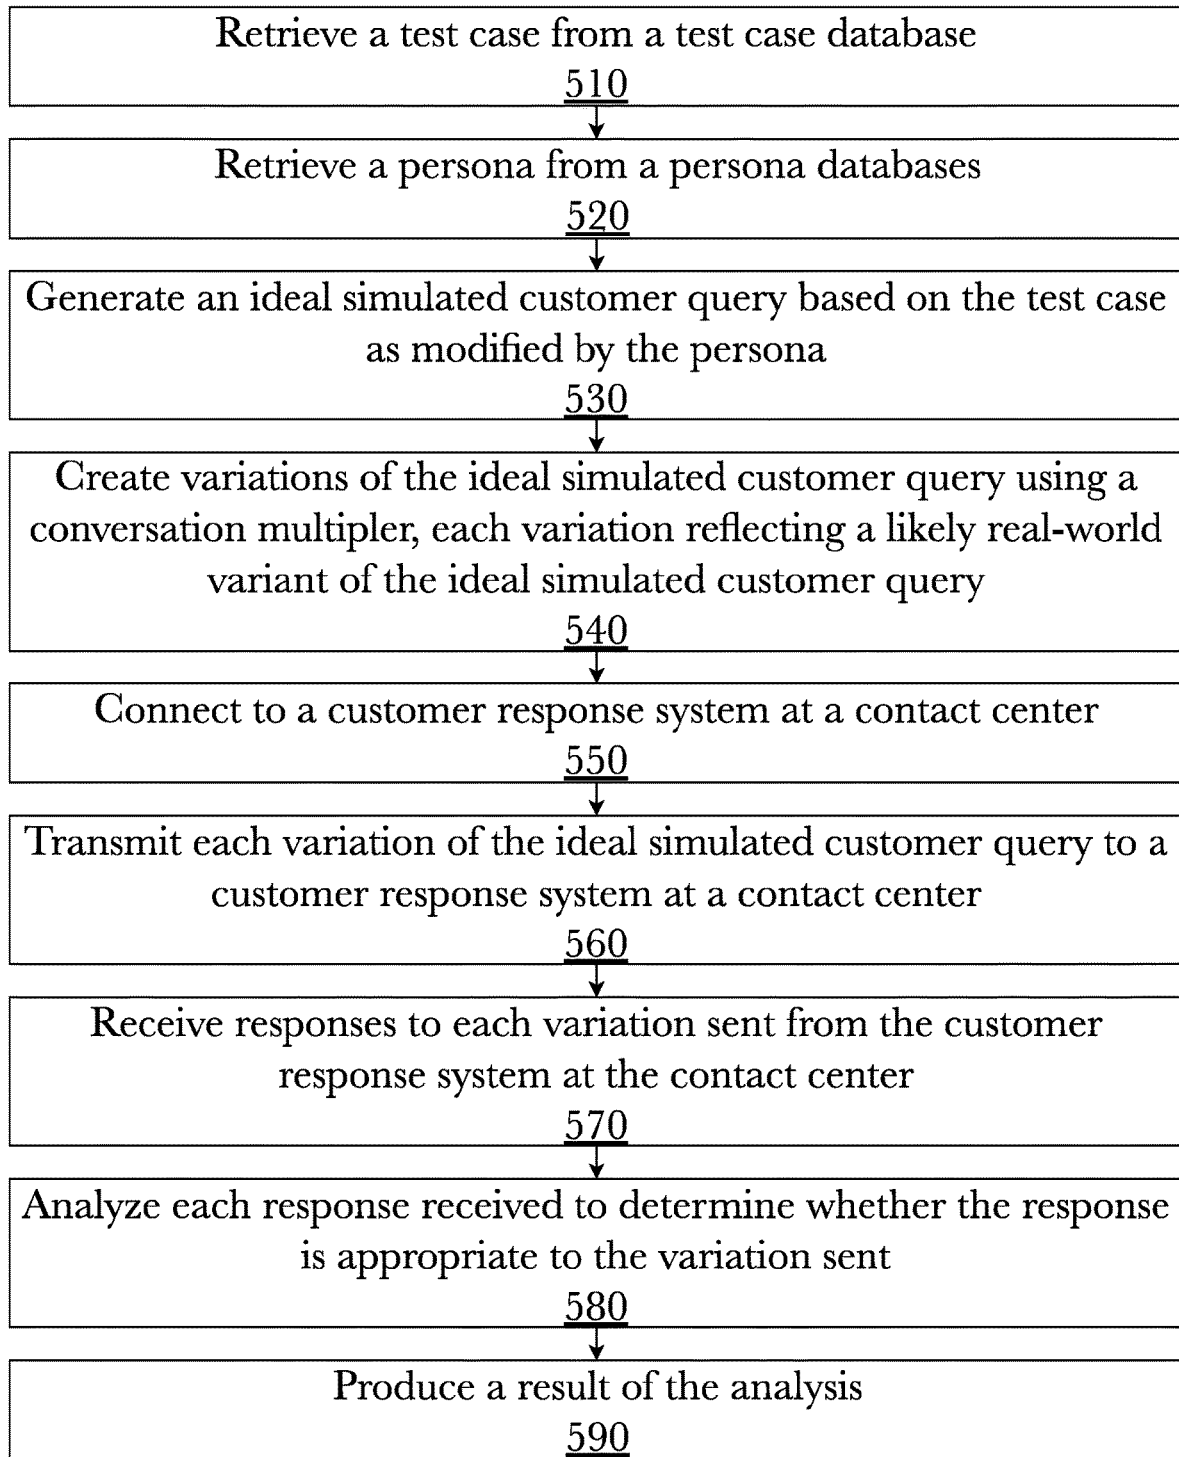 Retrieve a test case from a test case database
510
Retrieve a persona from a persona databases
520
Generate an ideal simulated customer query based on the test case
as modified by the persona
530
Create variations of the ideal simulated customer query using a
conversation multipler, each variation reflecting a likely real-world
variant of the ideal simulated customer query
540
Connect to a customer response system at a contact center
550
Transmit each variation of the ideal simulated customer query to a
customer response system at a contact center
560
Receive responses to each variation sent from the customer
response system at the contact center
570
Analyze each response received to determine whether the response
is appropriate to the variation sent
580
Produce a result of the analysis
590